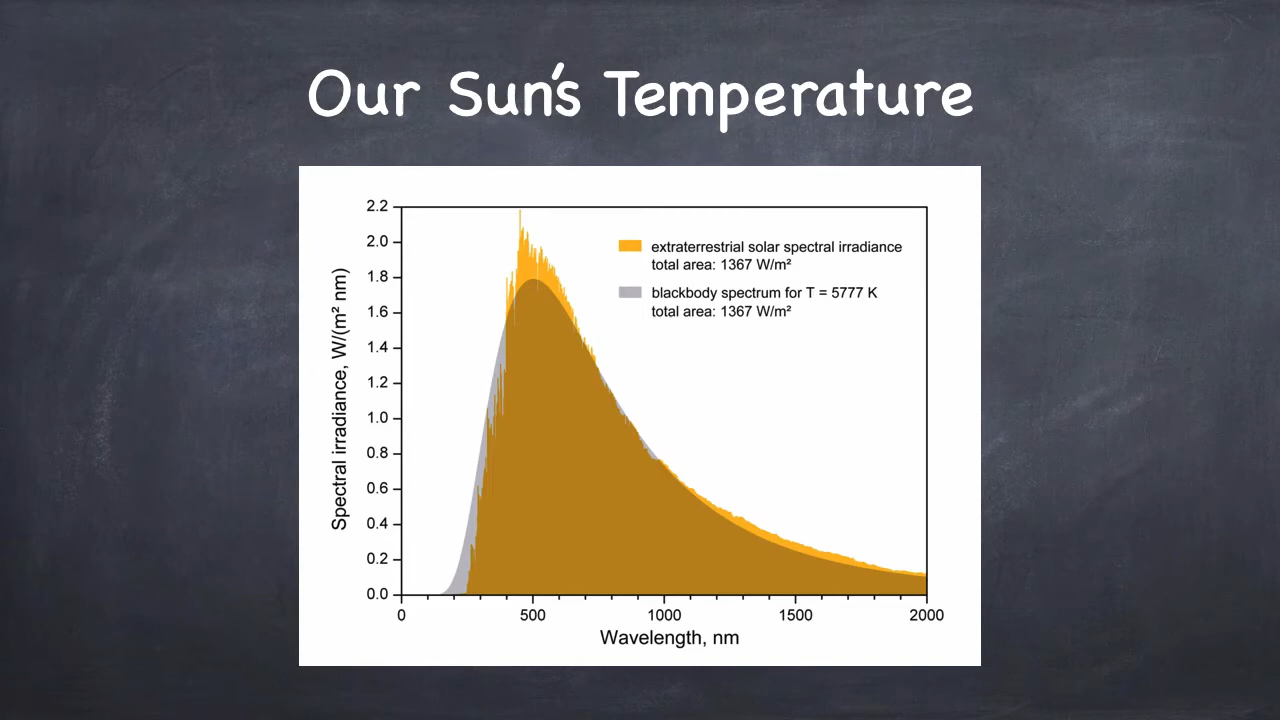 Our Sun's Temperature
2.2
2.0
1.8
1.6
1.4
1.2
1.0
0.8
0.6
0.4
0.2
0.0
Spectral irradiance, W/(m² nm)
extraterrestrial solar spectral irradiance
total area: 1367 W/m²
blackbody spectrum for T = 5777 K
total area: 1367 W/m²
0 500 1000 1500 2000
Wavelength, nm